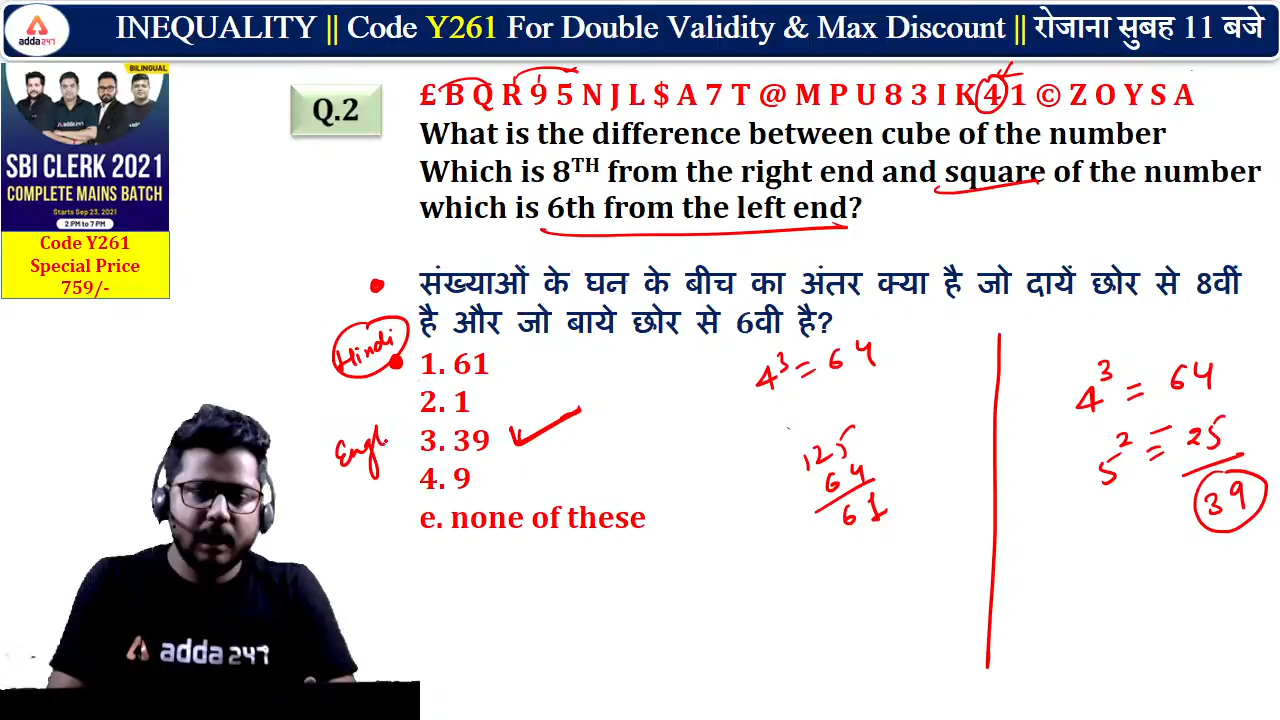 INEQUALITY || Code Y261 For Double Validity & Max Discount || रोजाना सुबह 11 बजे
adda247
BILINGUAL
SBI CLERK 2021
COMPLETE MAINS BATCH
Starts Sep 23, 2021
2 PM to 7 PM
Code Y261
Special Price
759/-
Q.2
£ B Q R 9 5 N J L $ A 7 T @ M P U 8 3 I K 4 1 © Z O Y S A
What is the difference between cube of the number
Which is 8TH from the right end and square of the number
which is 6th from the left end?
संख्याओं के घन के बीच का अंतर क्या है जो दायें छोर से 8वीं
है और जो बाये छोर से 6वी है?
Hindi
1. 61
2. 1
Engl.
3. 39
4. 9
e. none of these
4³ = 64
125
64
61
4³ = 64
5² = 25
39
adda247